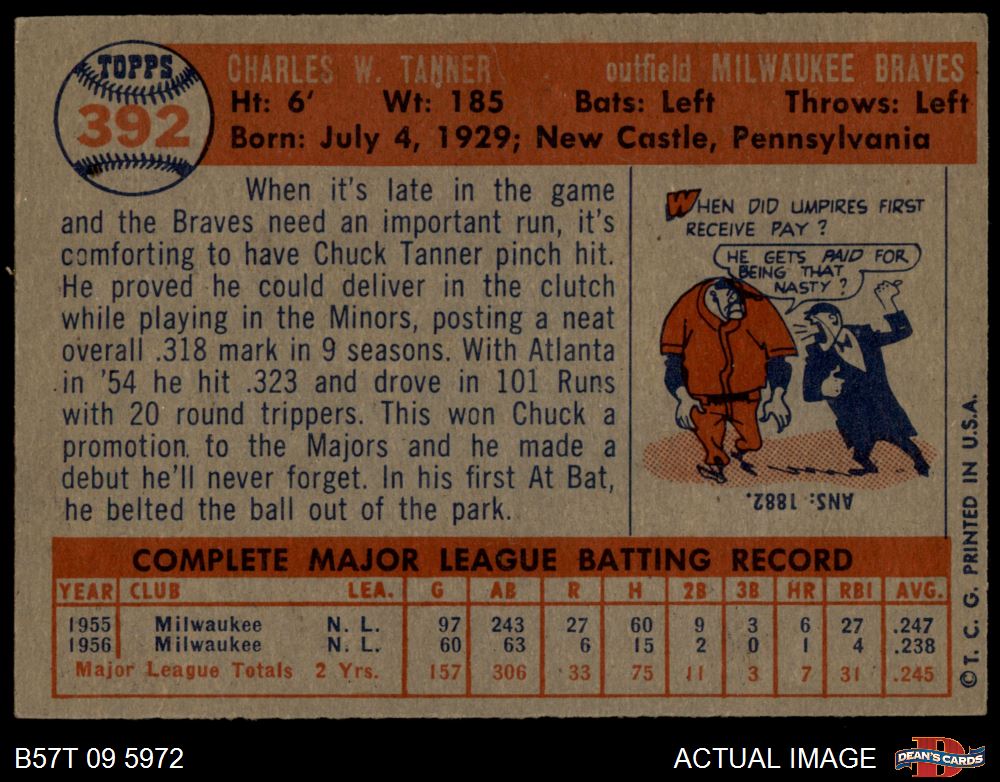 TOPPS
392
CHARLES W. TANNER outfield MILWAUKEE BRAVES
Ht: 6' Wt: 185 Bats: Left Throws: Left
Born: July 4, 1929; New Castle, Pennsylvania
When it's late in the game
and the Braves need an important run, it's
comforting to have Chuck Tanner pinch hit.
He proved he could deliver in the clutch
while playing in the Minors, posting a neat
overall .318 mark in 9 seasons. With Atlanta
in '54 he hit .323 and drove in 101 Runs
with 20 round trippers. This won Chuck a
promotion to the Majors and he made a
debut he'll never forget. In his first At Bat,
he belted the ball out of the park.
WHEN DID UMPIRES FIRST
RECEIVE PAY?
HE GETS PAID FOR
BEING THAT
NASTY?
ANS: 1882.
COMPLETE MAJOR LEAGUE BATTING RECORD
YEAR CLUB LEA. G AB R H 2B 3B HR RBI AVG.
1955 Milwaukee N. L. 97 243 27 60 9 3 6 27 .247
1956 Milwaukee N. L. 60 63 6 15 2 0 1 4 .238
Major League Totals 2 Yrs. 157 306 33 75 11 3 7 31 .245
© T. C. G. PRINTED IN U.S.A.
B57T 09 5972
ACTUAL IMAGE
D
DEAN'S CARDS